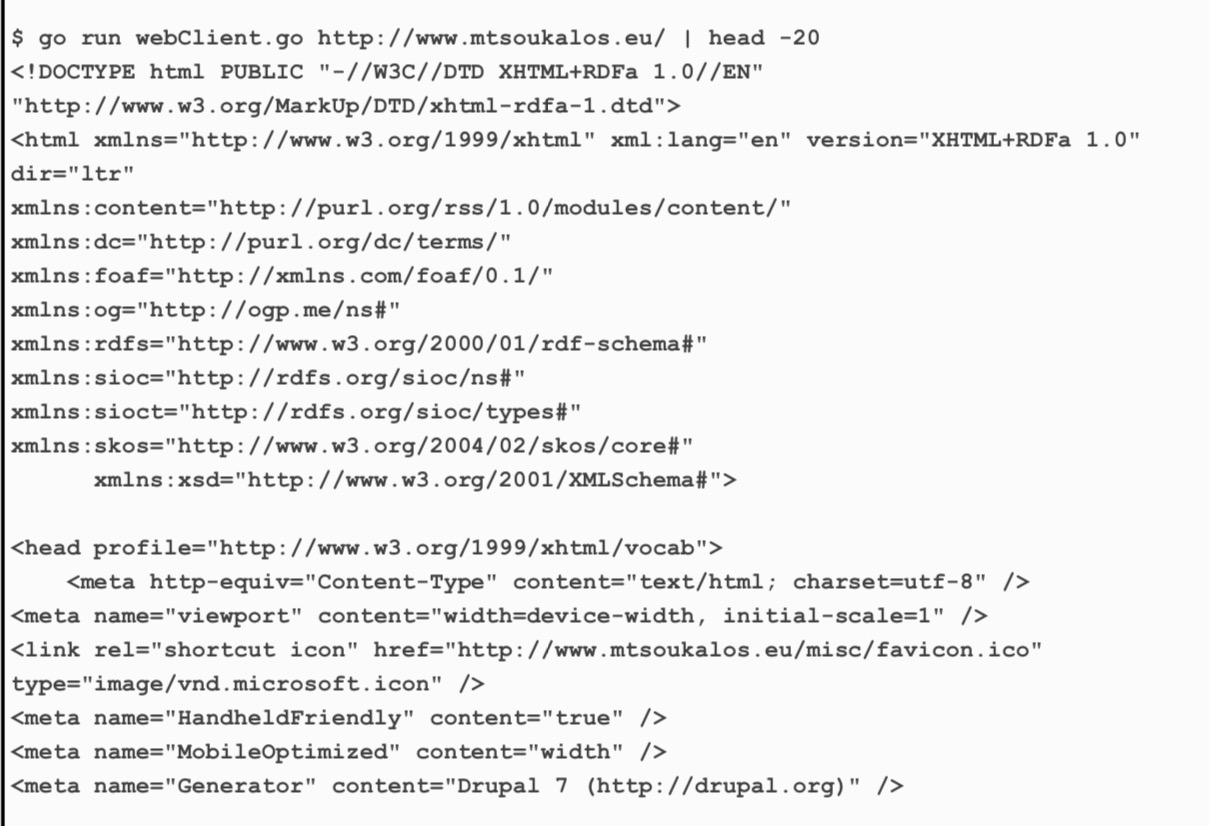 $ go run webClient.go http://www.mtsoukalos.eu/ | head -20
<!DOCTYPE html PUBLIC "-//W3C//DTD XHTML+RDFa 1.0//EN"
"http://www.w3.org/MarkUp/DTD/xhtml-rdfa-1.dtd">
<html xmlns="http://www.w3.org/1999/xhtml" xml:lang="en" version="XHTML+RDFa 1.0"
dir="ltr"
xmlns:content="http://purl.org/rss/1.0/modules/content/"
xmlns:dc="http://purl.org/dc/terms/"
xmlns:foaf="http://xmlns.com/foaf/0.1/"
xmlns:og="http://ogp.me/ns#"
xmlns:rdfs="http://www.w3.org/2000/01/rdf-schema#"
xmlns:sioc="http://rdfs.org/sioc/ns#"
xmlns:sioct="http://rdfs.org/sioc/types#"
xmlns:skos="http://www.w3.org/2004/02/skos/core#"
      xmlns:xsd="http://www.w3.org/2001/XMLSchema#">

<head profile="http://www.w3.org/1999/xhtml/vocab">
    <meta http-equiv="Content-Type" content="text/html; charset=utf-8" />
<meta name="viewport" content="width=device-width, initial-scale=1" />
<link rel="shortcut icon" href="http://www.mtsoukalos.eu/misc/favicon.ico"
type="image/vnd.microsoft.icon" />
<meta name="HandheldFriendly" content="true" />
<meta name="MobileOptimized" content="width" />
<meta name="Generator" content="Drupal 7 (http://drupal.org)" />